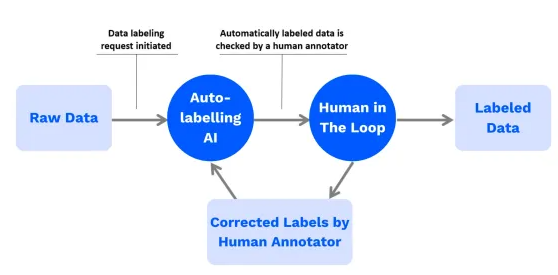 Data labeling
request initiated
Automatically labeled data is
checked by a human annotator
Raw Data
Auto-
labelling
AI
Human in
The Loop
Labeled
Data
Corrected Labels by
Human Annotator